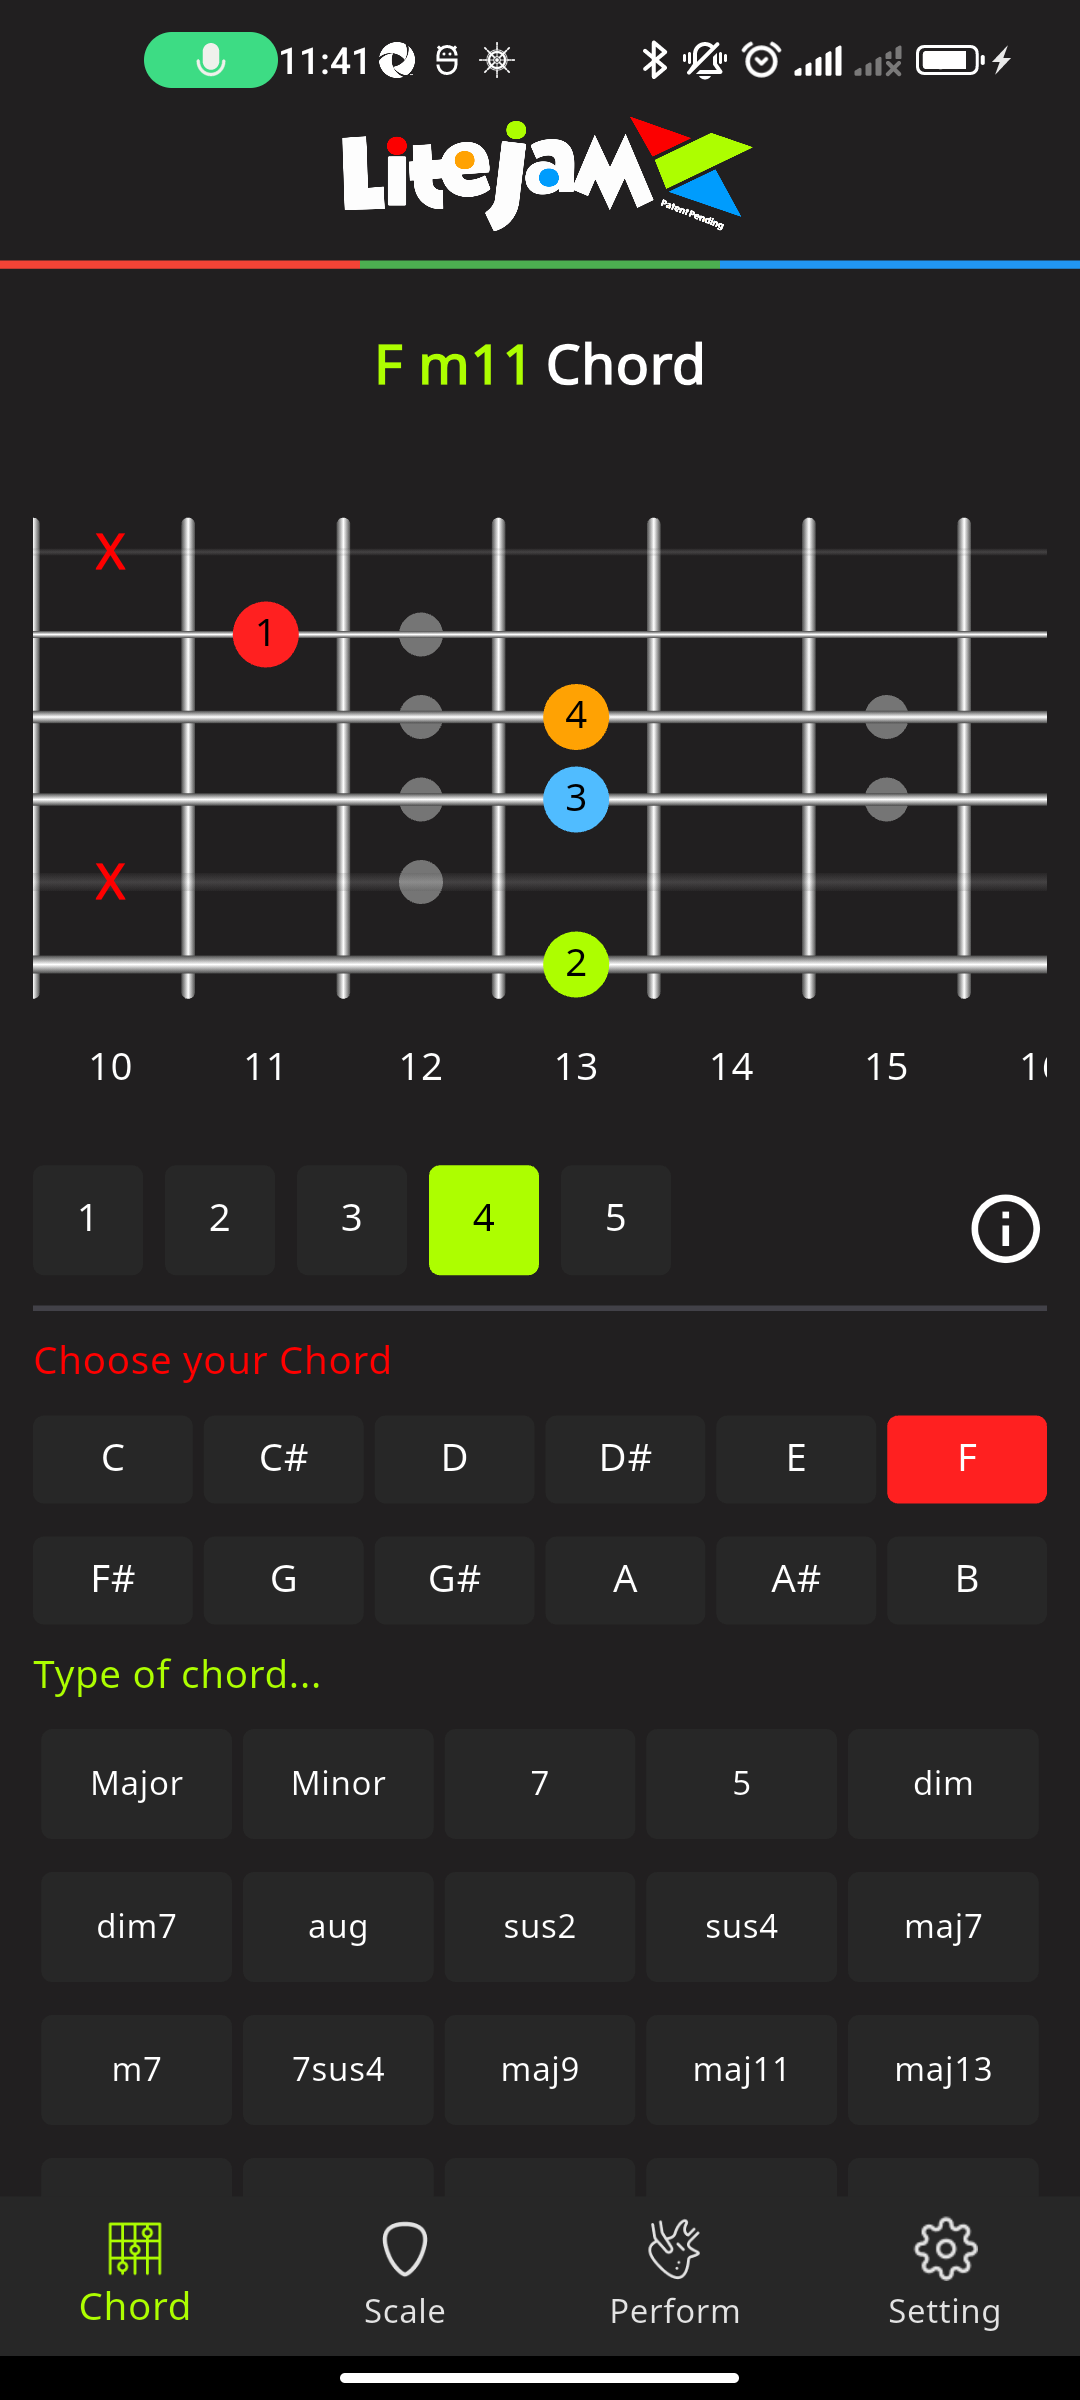 11:41
Litejam
Patent Pending
F m11 Chord
X
1
4
3
X
2
10 11 12 13 14 15
1 2 3 4 5
Choose your Chord
C C# D D# E F
F# G G# A A# B
Type of chord...
Major Minor 7 5 dim
dim7 aug sus2 sus4 maj7
m7 7sus4 maj9 maj11 maj13
Chord Scale Perform Setting